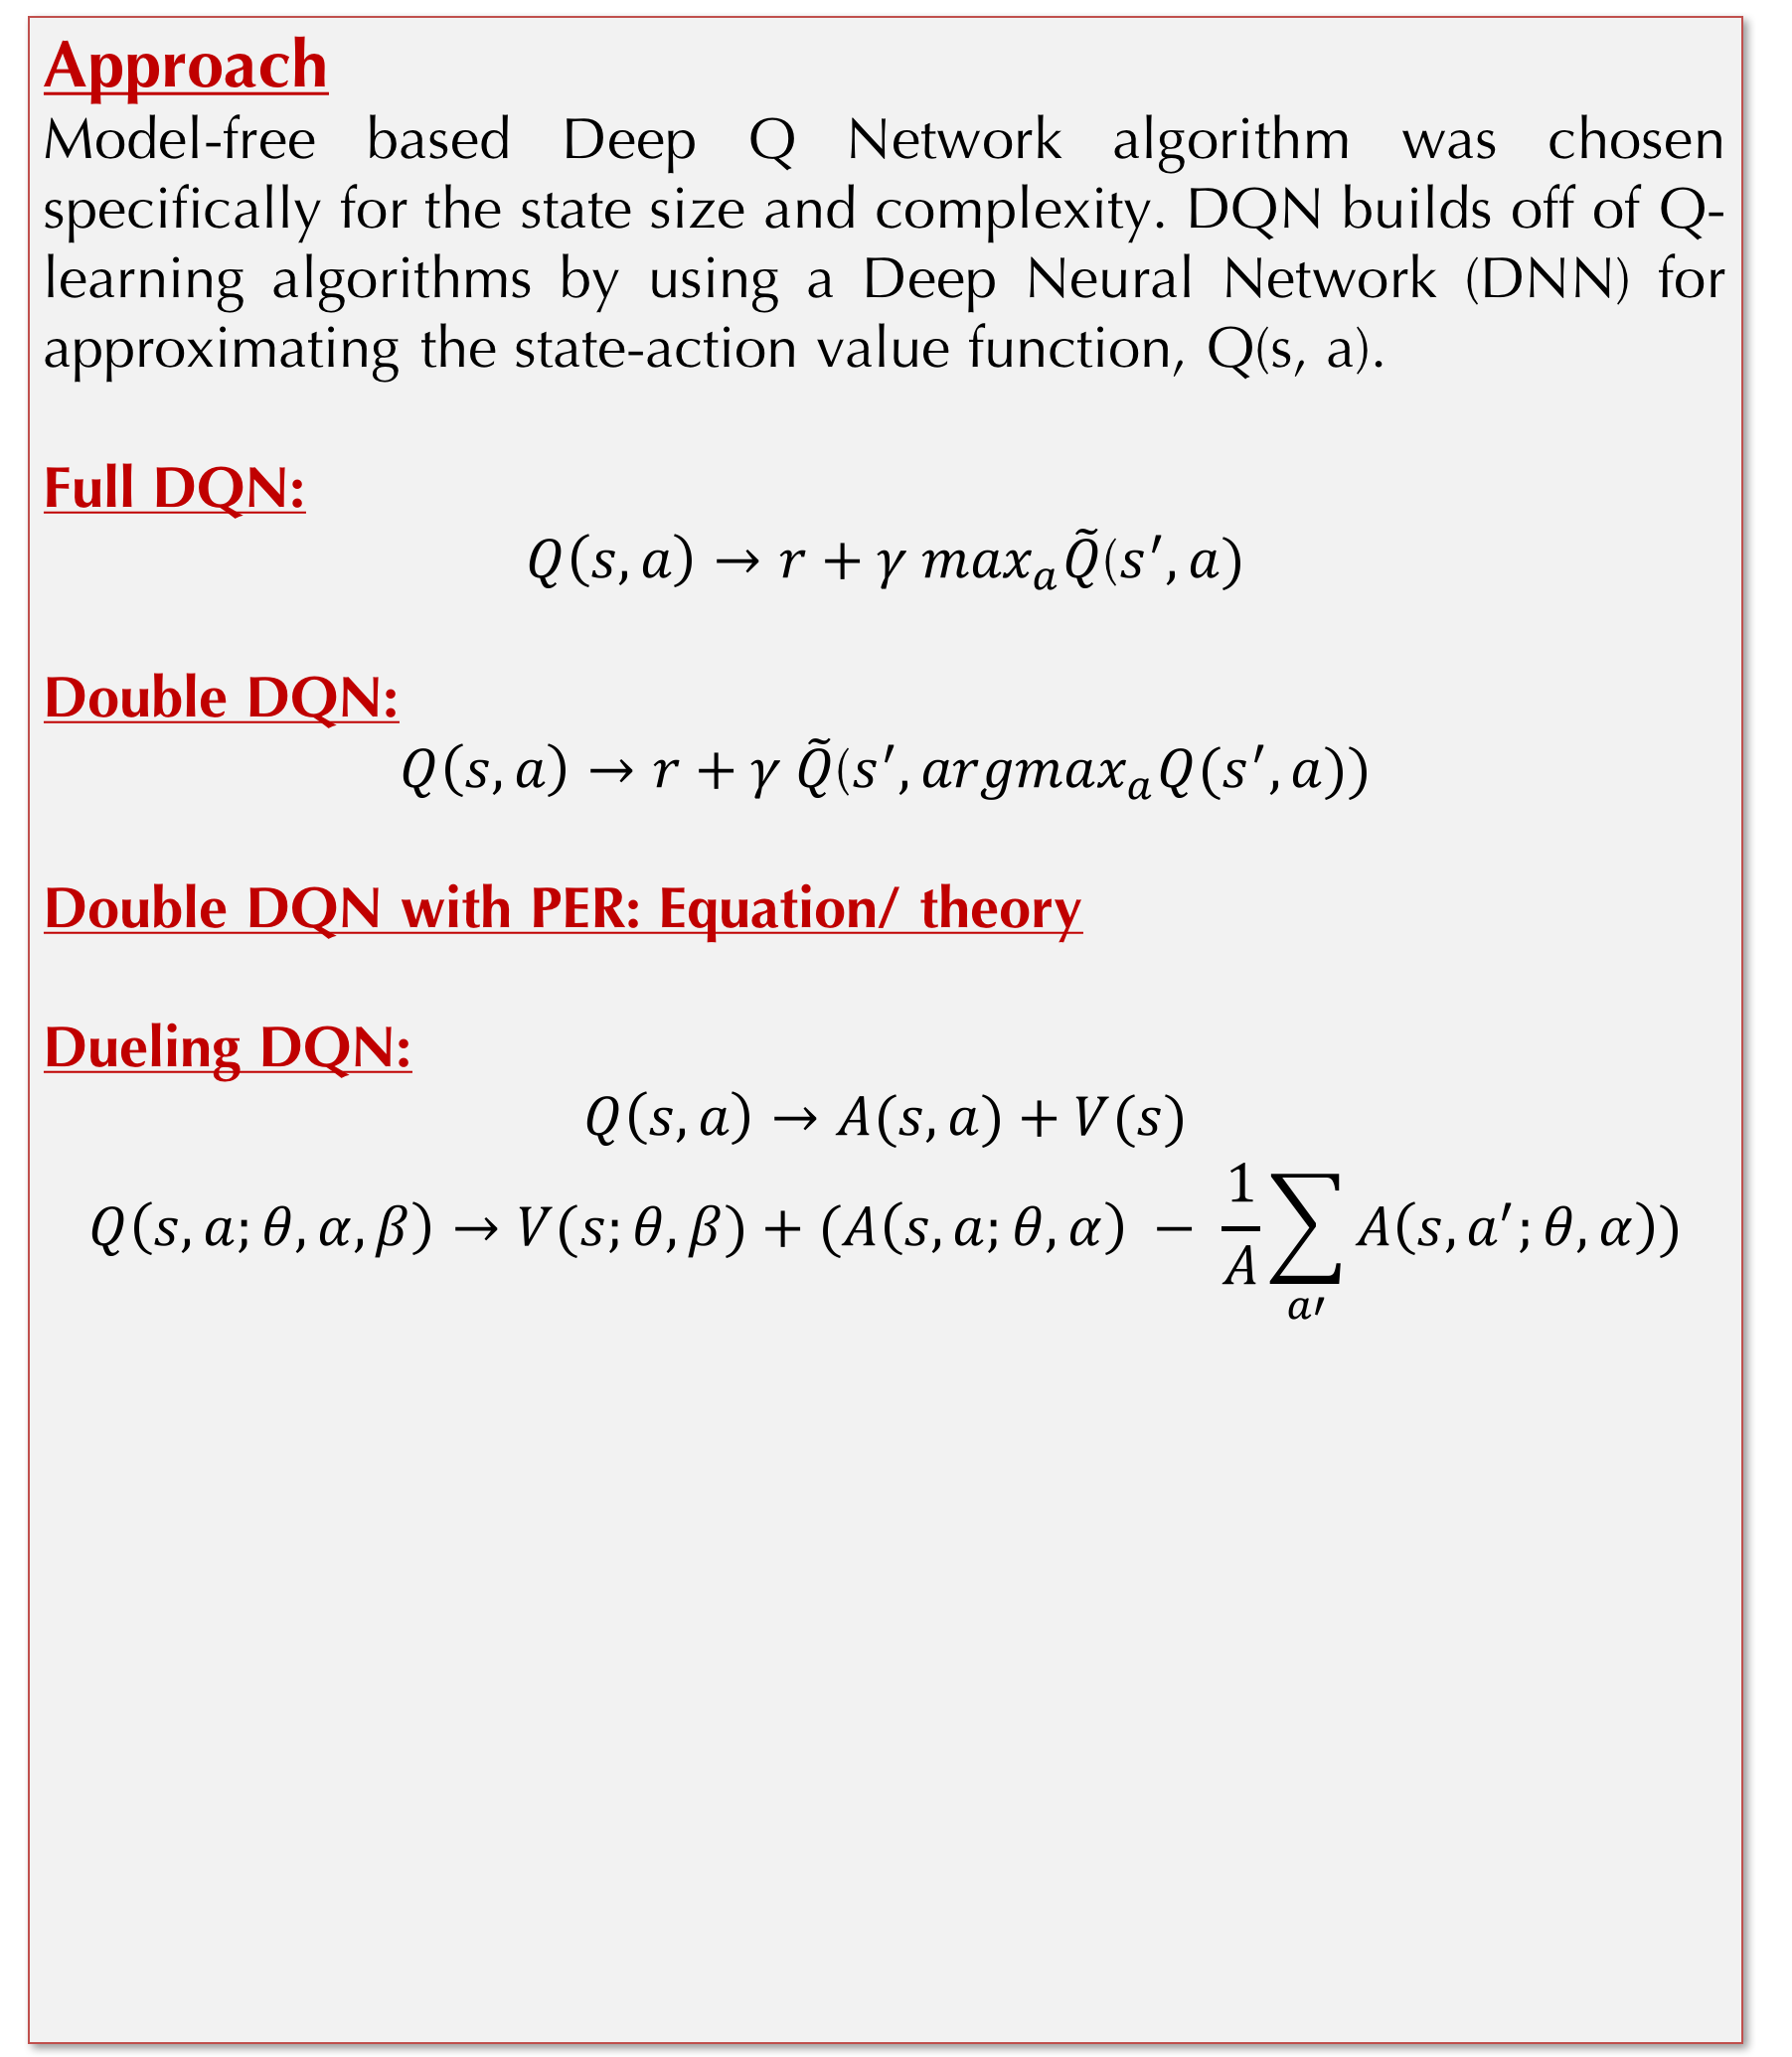 Approach
Model-free based Deep Q Network algorithm was chosen
specifically for the state size and complexity. DQN builds off of Q-
learning algorithms by using a Deep Neural Network (DNN) for
approximating the state-action value function, Q(s, a).
Full DQN:
Q(s, a) → r + γ max_a Q̃(s′, a)
Double DQN:
Q(s, a) → r + γ Q̃(s′, argmax_a Q(s′, a))
Double DQN with PER: Equation/ theory
Dueling DQN:
Q(s, a) → A(s, a) + V(s)
Q(s, a; θ, α, β) → V(s; θ, β) + (A(s, a; θ, α) − 1/A ∑_{a′} A(s, a′; θ, α))